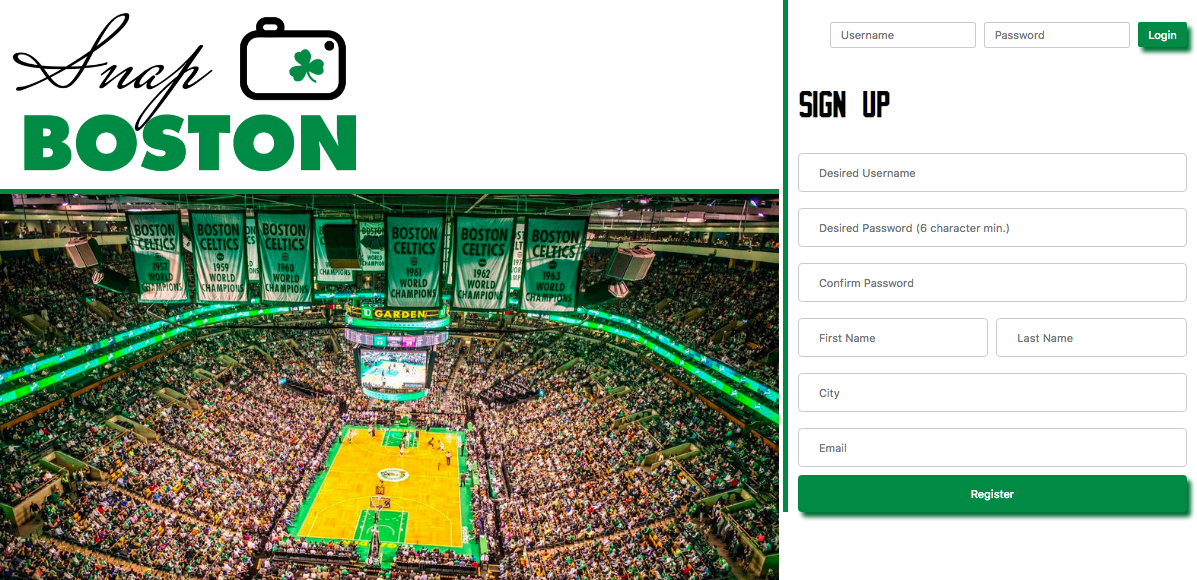 Snap
BOSTON
Username
Password
Login
SIGN UP
Desired Username
Desired Password (6 character min.)
Confirm Password
First Name
Last Name
City
Email
Register
BOSTON
CELTICS
1957
WORLD
CHAMPIONS
BOSTON
CELTICS
1959
WORLD
CHAMPIONS
BOSTON
CELTICS
1960
WORLD
CHAMPIONS
BOSTON
CELTICS
1961
WORLD
CHAMPIONS
BOSTON
CELTICS
1962
WORLD
CHAMPIONS
BOSTON
CELTICS
1963
WORLD
CHAMPIONS
WORLD
CHAMPIONS
TD GARDEN